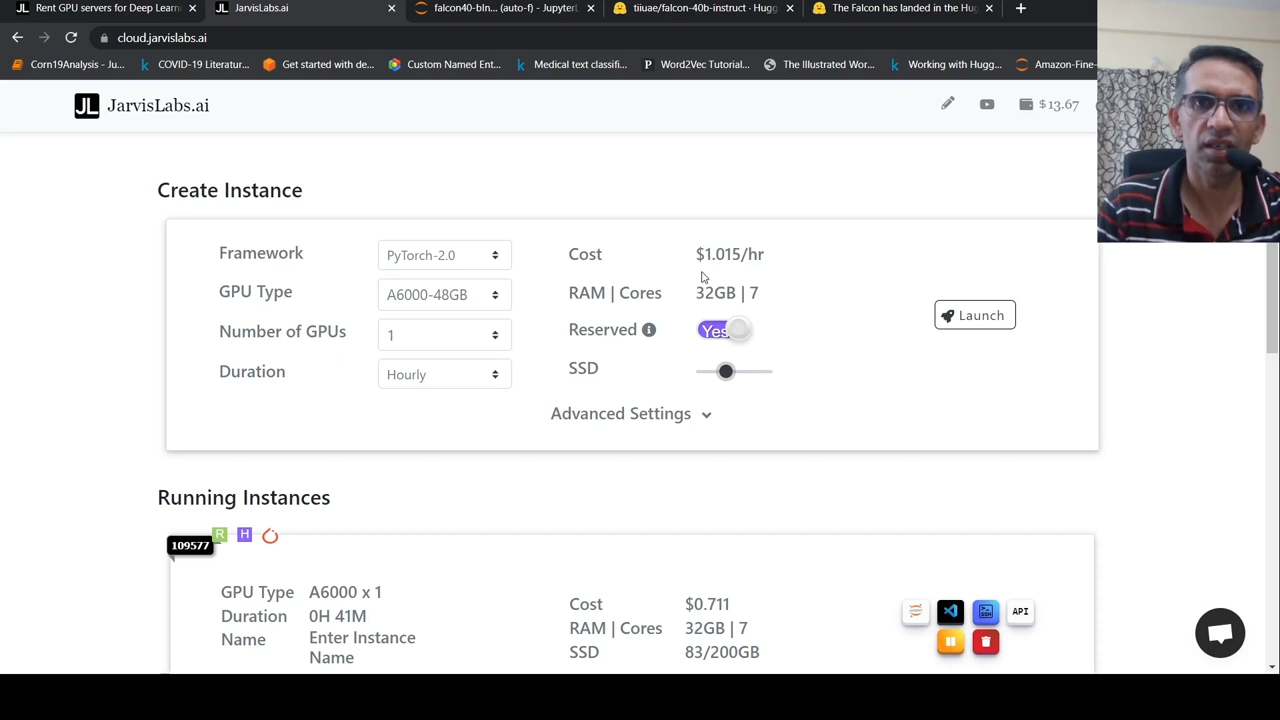 Rent GPU servers for Deep Learni
JarvisLabs.ai
falcon40-bIn... (auto-f) - JupyterL
tiiuae/falcon-40b-instruct · Hugg
The Falcon has landed in the Hug
cloud.jarvislabs.ai
Corn19Analysis - Ju...
COVID-19 Literatur...
Get started with de...
Custom Named Ent...
Medical text classifi...
Word2Vec Tutorial...
The Illustrated Wor...
Working with Hugg...
Amazon-Fine-
JL JarvisLabs.ai
$13.67
Create Instance
Framework
PyTorch-2.0
Cost
$1.015/hr
GPU Type
A6000-48GB
RAM | Cores
32GB | 7
Launch
Number of GPUs
1
Reserved
Yes
Duration
Hourly
SSD
Advanced Settings
Running Instances
109577
R
H
GPU Type
A6000 x 1
Cost
$0.711
API
Duration
0H 41M
RAM | Cores
32GB | 7
Name
Enter Instance
Name
SSD
83/200GB
SSH